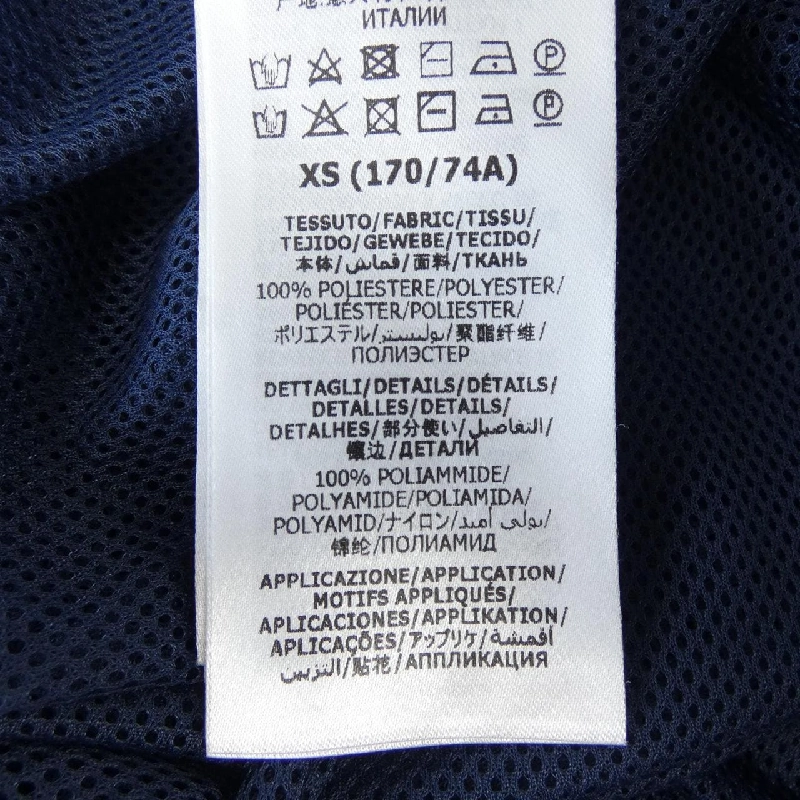 ИТАЛИИ
P
P
XS (170/74A)
TESSUTO/FABRIC/TISSU/
TEJIDO/GEWEBE/TECIDO/
本体/قماش/面料/ТКАНЬ
100% POLIESTERE/POLYESTER/
POLIESTER/POLIÉSTER/
ポリエステル/بوليستر/聚酯纤维/
ПОЛИЭСТЕР
DETTAGLI/DETAILS/DÉTAILS/
DETALLES/DETAILS/
DETALHES/部分使い/التفاصيل/
镶边/ДЕТАЛИ
100% POLIAMMIDE/
POLYAMIDE/POLIAMIDA/
POLYAMID/ナイロン/بولي أميد/
锦纶/ПОЛИАМИД
APPLICAZIONE/APPLICATION/
MOTIFS APPLIQUÉS/
APLICACIONES/APPLIKATION/
APLICAÇÕES/アップリケ/أقمشة
التزيين/贴花/АППЛИКАЦИЯ